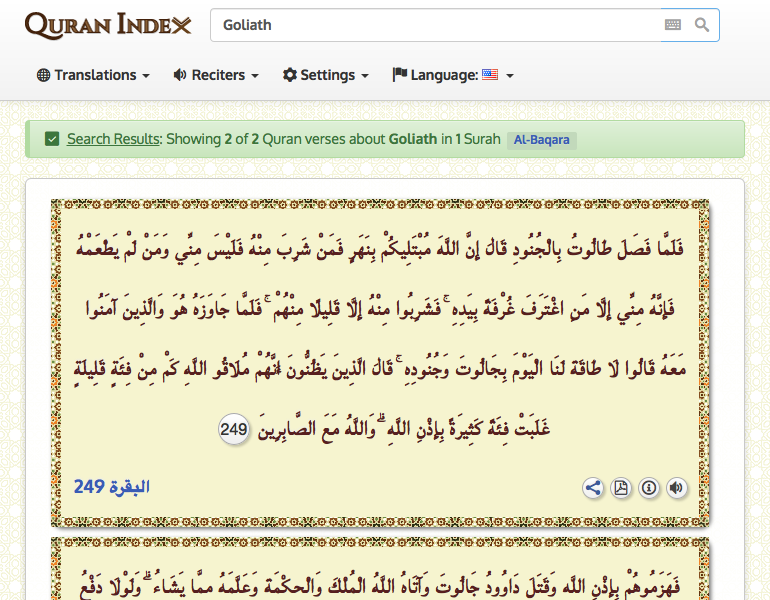 QURAN INDEX
Goliath
Translations
Reciters
Settings
Language:
Search Results: Showing 2 of 2 Quran verses about Goliath in 1 Surah Al-Baqara
فَلَمَّا فَصَلَ طَالُوتُ بِالْجُنُودِ قَالَ إِنَّ اللَّهَ مُبْتَلِيكُمْ بِنَهَرٍ فَمَنْ شَرِبَ مِنْهُ فَلَيْسَ مِنِّي وَمَنْ لَمْ يَطْعَمْهُ
فَإِنَّهُ مِنِّي إِلَّا مَنِ اغْتَرَفَ غُرْفَةً بِيَدِهِ ۚ فَشَرِبُوا مِنْهُ إِلَّا قَلِيلًا مِنْهُمْ ۚ فَلَمَّا جَاوَزَهُ هُوَ وَالَّذِينَ آمَنُوا
مَعَهُ قَالُوا لَا طَاقَةَ لَنَا الْيَوْمَ بِجَالُوتَ وَجُنُودِهِ ۚ قَالَ الَّذِينَ يَظُنُّونَ أَنَّهُمْ مُلَاقُو اللَّهِ كَمْ مِنْ فِئَةٍ قَلِيلَةٍ
غَلَبَتْ فِئَةً كَثِيرَةً بِإِذْنِ اللَّهِ ۗ وَاللَّهُ مَعَ الصَّابِرِينَ 249
البقرة 249
فَهَزَمُوهُمْ بِإِذْنِ اللَّهِ وَقَتَلَ دَاوُودُ جَالُوتَ وَآتَاهُ اللَّهُ الْمُلْكَ وَالْحِكْمَةَ وَعَلَّمَهُ مِمَّا يَشَاءُ ۗ وَلَوْلَا دَفْعُ